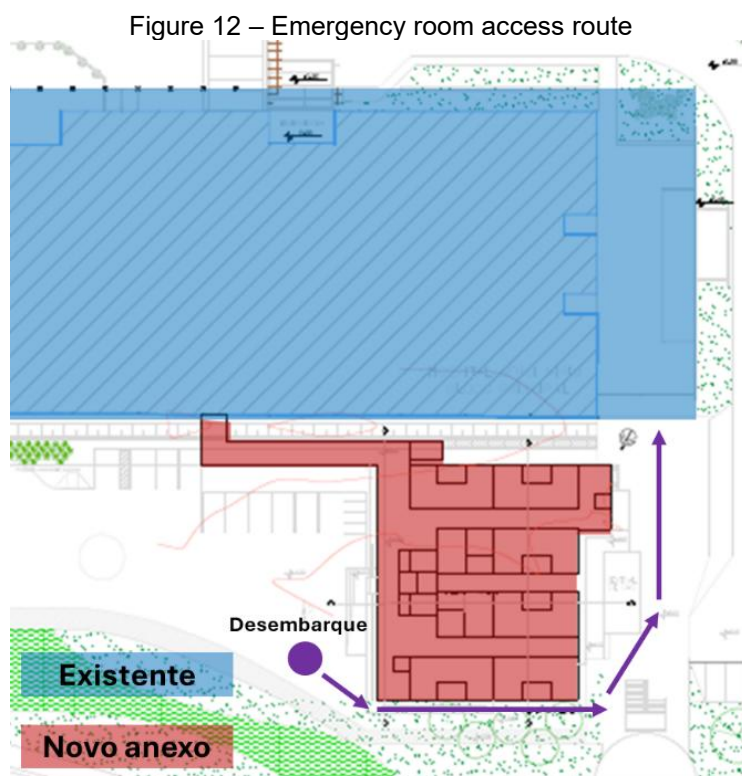 Figure 12 – Emergency room access route
Desembarque
Existente
Novo anexo